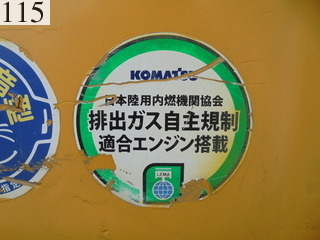 115
KOMATSU
日本陸用内燃機関協会
排出ガス自主規制
適合エンジン搭載
LEMA